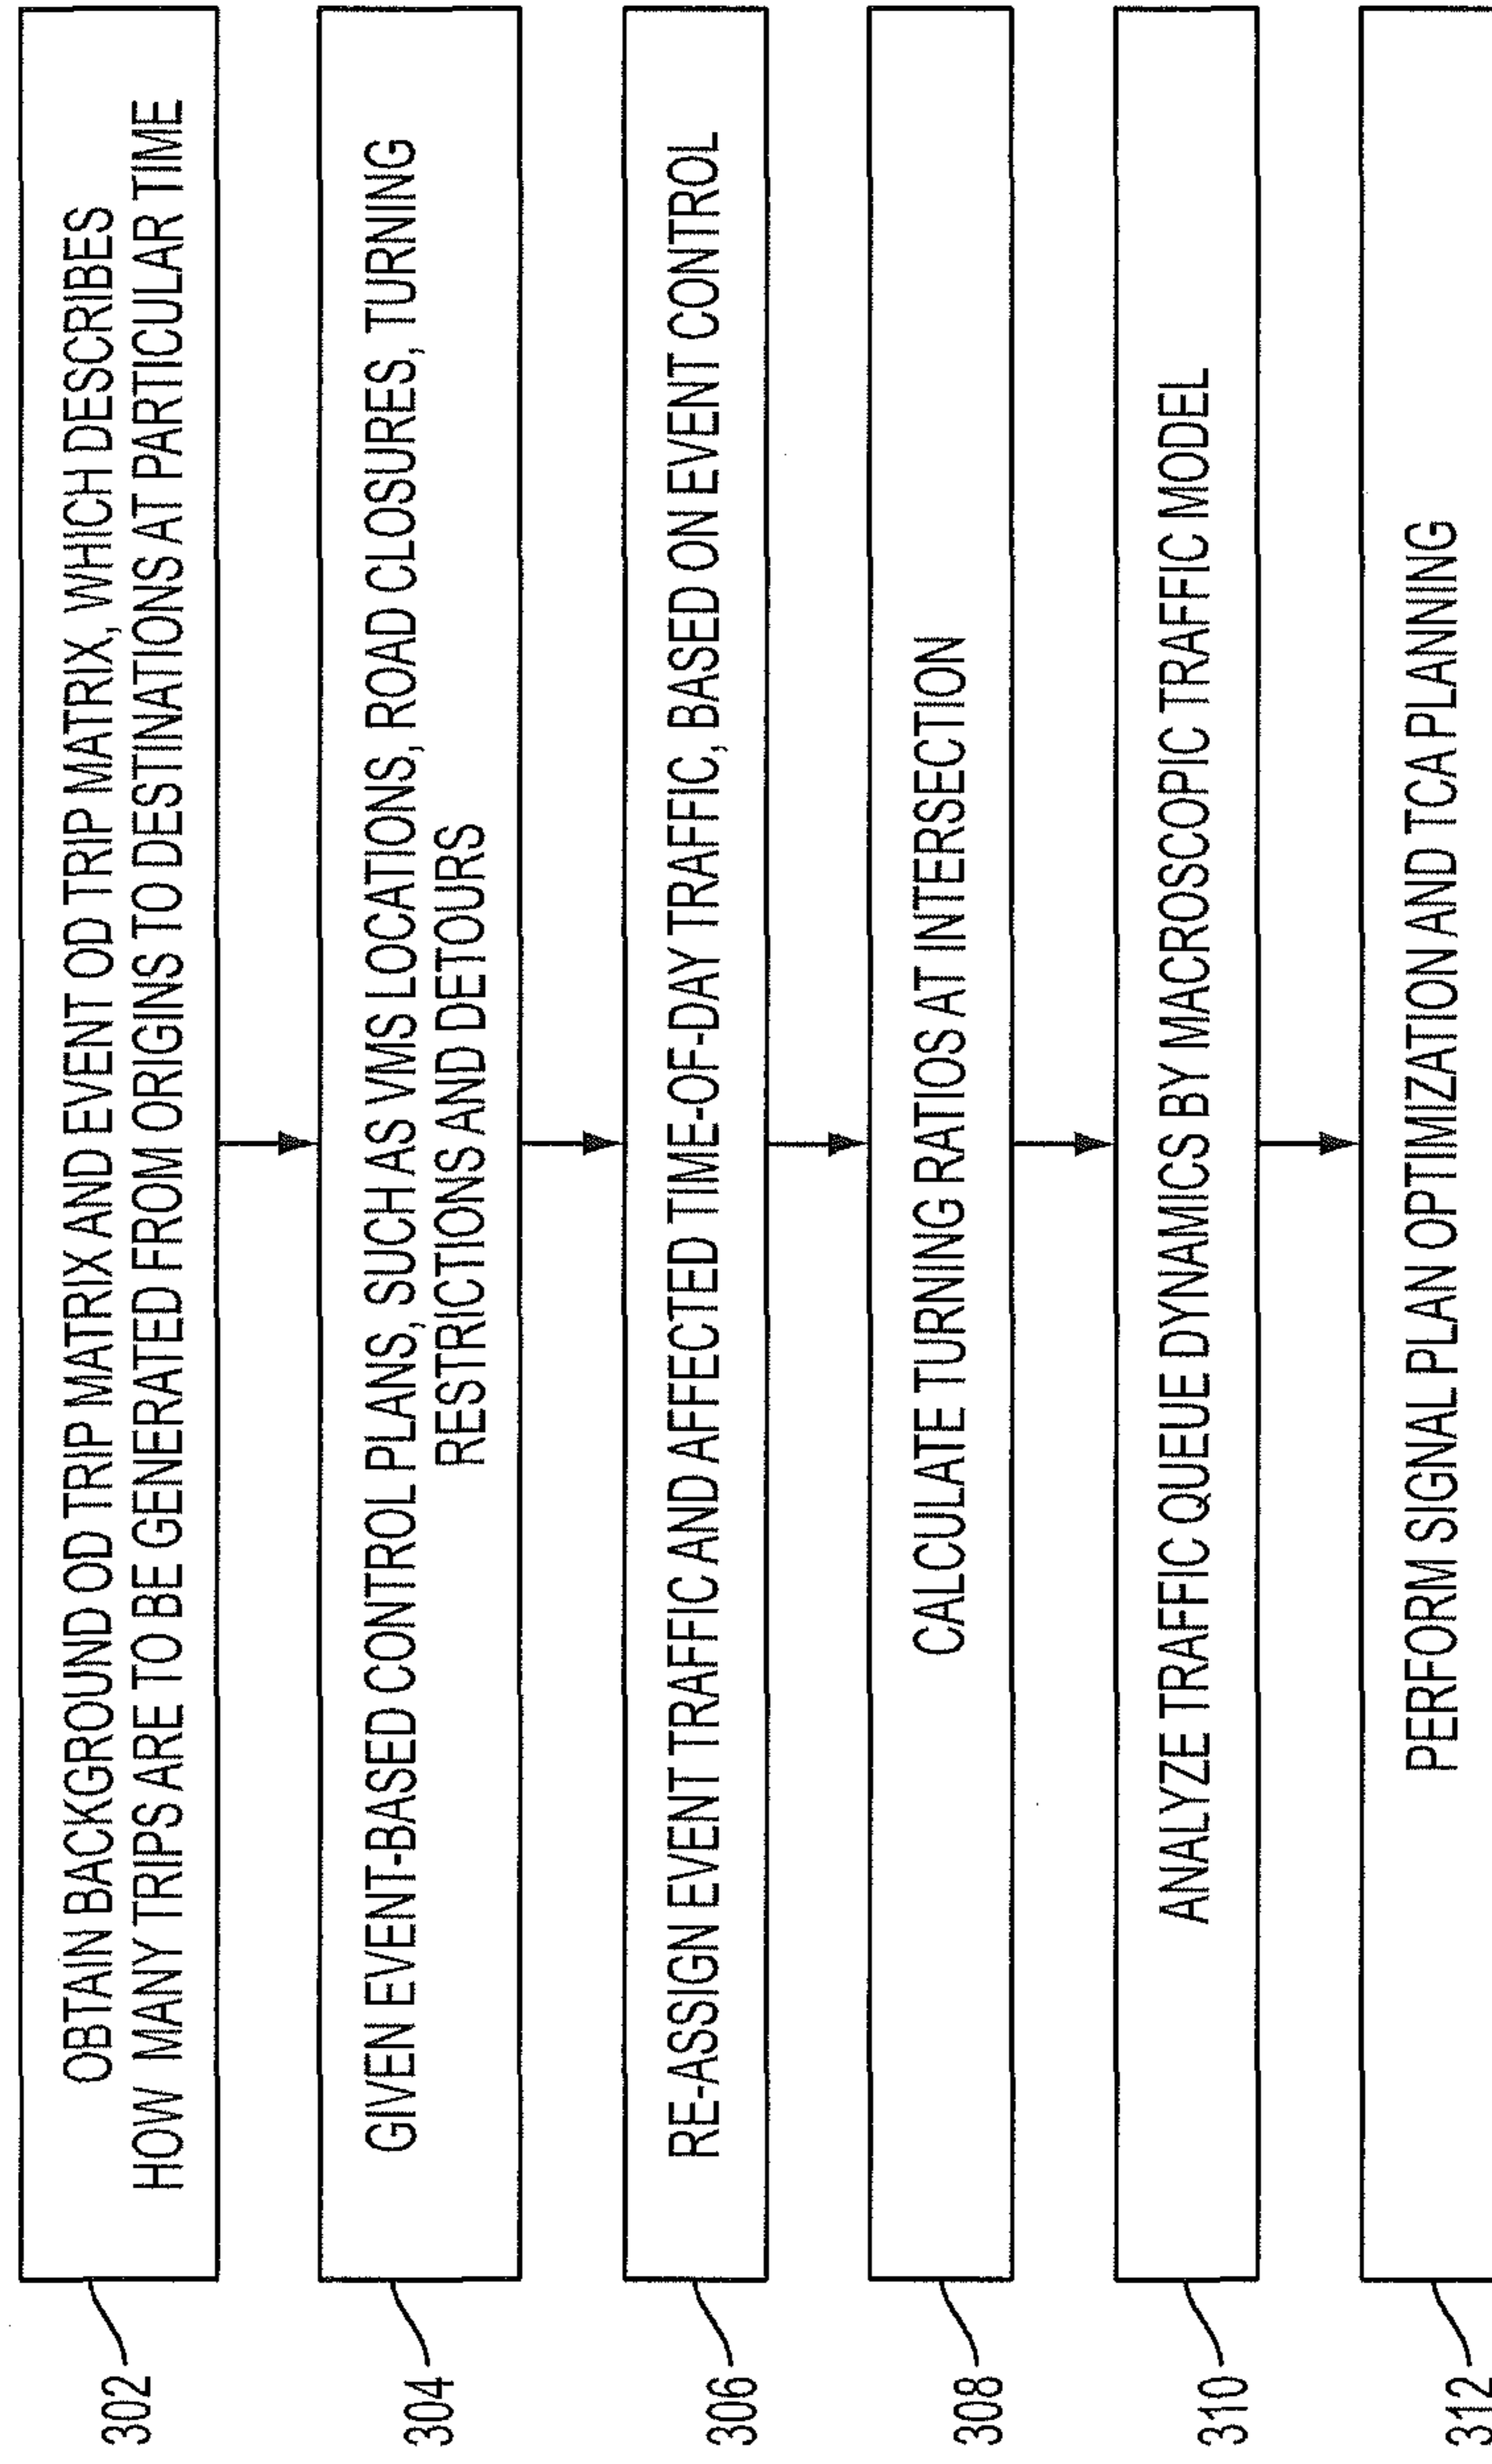 302
OBTAIN BACKGROUND OD TRIP MATRIX AND EVENT OD TRIP MATRIX, WHICH DESCRIBES
HOW MANY TRIPS ARE TO BE GENERATED FROM ORIGINS TO DESTINATIONS AT PARTICULAR TIME
304
GIVEN EVENT-BASED CONTROL PLANS, SUCH AS VMS LOCATIONS, ROAD CLOSURES, TURNING
RESTRICTIONS AND DETOURS
306
RE-ASSIGN EVENT TRAFFIC AND AFFECTED TIME-OF-DAY TRAFFIC, BASED ON EVENT CONTROL
308
CALCULATE TURNING RATIOS AT INTERSECTION
310
ANALYZE TRAFFIC QUEUE DYNAMICS BY MACROSCOPIC TRAFFIC MODEL
312
PERFORM SIGNAL PLAN OPTIMIZATION AND TCA PLANNING